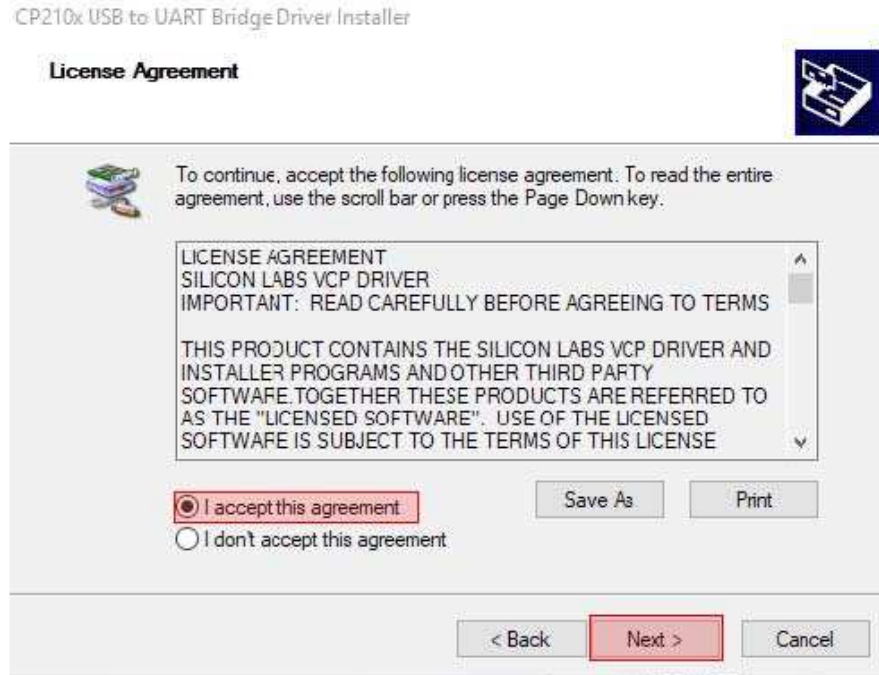 CP210x USB to UART Bridge Driver Installer
License Agreement
To continue, accept the following license agreement. To read the entire
agreement, use the scroll bar or press the Page Down key.
LICENSE AGREEMENT
SILICON LABS VCP DRIVER
IMPORTANT: READ CAREFULLY BEFORE AGREEING TO TERMS
THIS PRODUCT CONTAINS THE SILICON LABS VCP DRIVER AND
INSTALLER PROGRAMS AND OTHER THIRD PARTY
SOFTWARE.TOGETHER THESE PRODUCTS ARE REFERRED TO
AS THE "LICENSED SOFTWARE". USE OF THE LICENSED
SOFTWARE IS SUBJECT TO THE TERMS OF THIS LICENSE
Save As
Print
I accept this agreement
I don't accept this agreement
< Back
Next >
Cancel